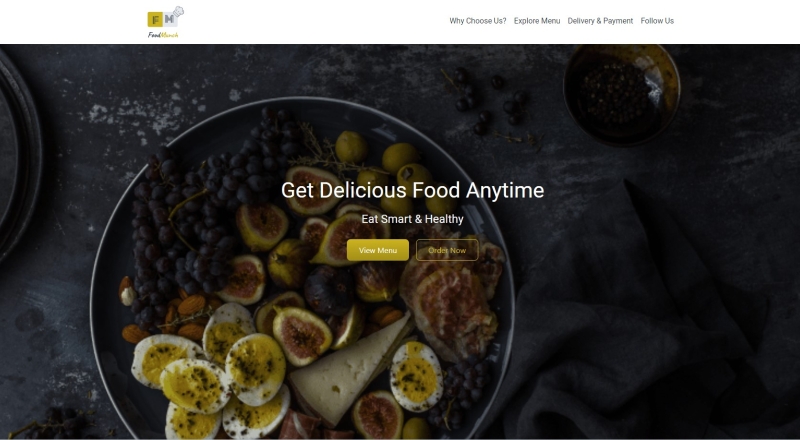 FM
FoodMunch
Why Choose Us? Explore Menu Delivery & Payment Follow Us
Get Delicious Food Anytime
Eat Smart & Healthy
View Menu Order Now